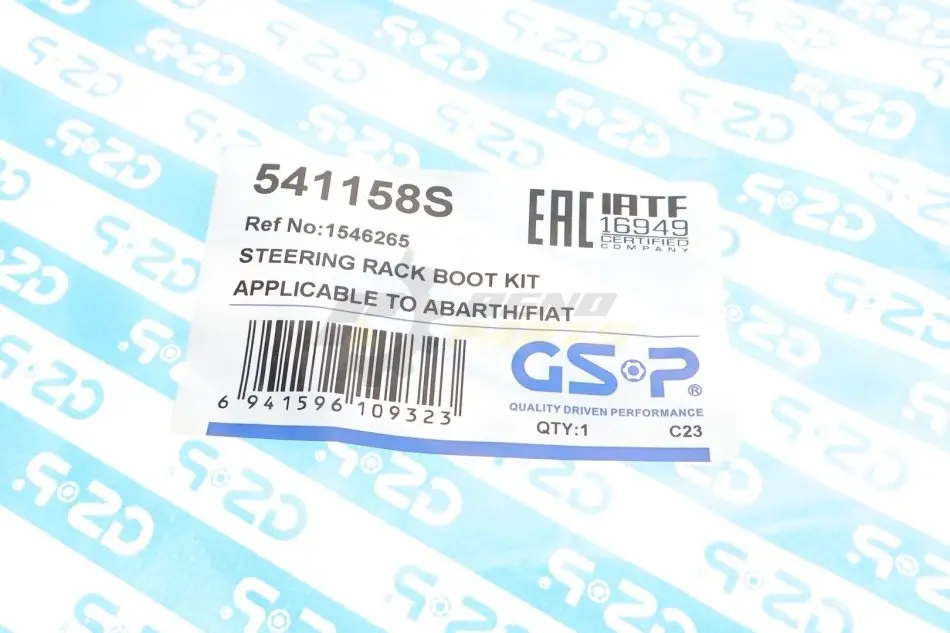 541158S
Ref No:1546265
STEERING RACK BOOT KIT
APPLICABLE TO ABARTH/FIAT
EAC
IATF
16949
CERTIFIED
COMPANY
6 941596 109323
GSP®
QUALITY DRIVEN PERFORMANCE
QTY:1 C23